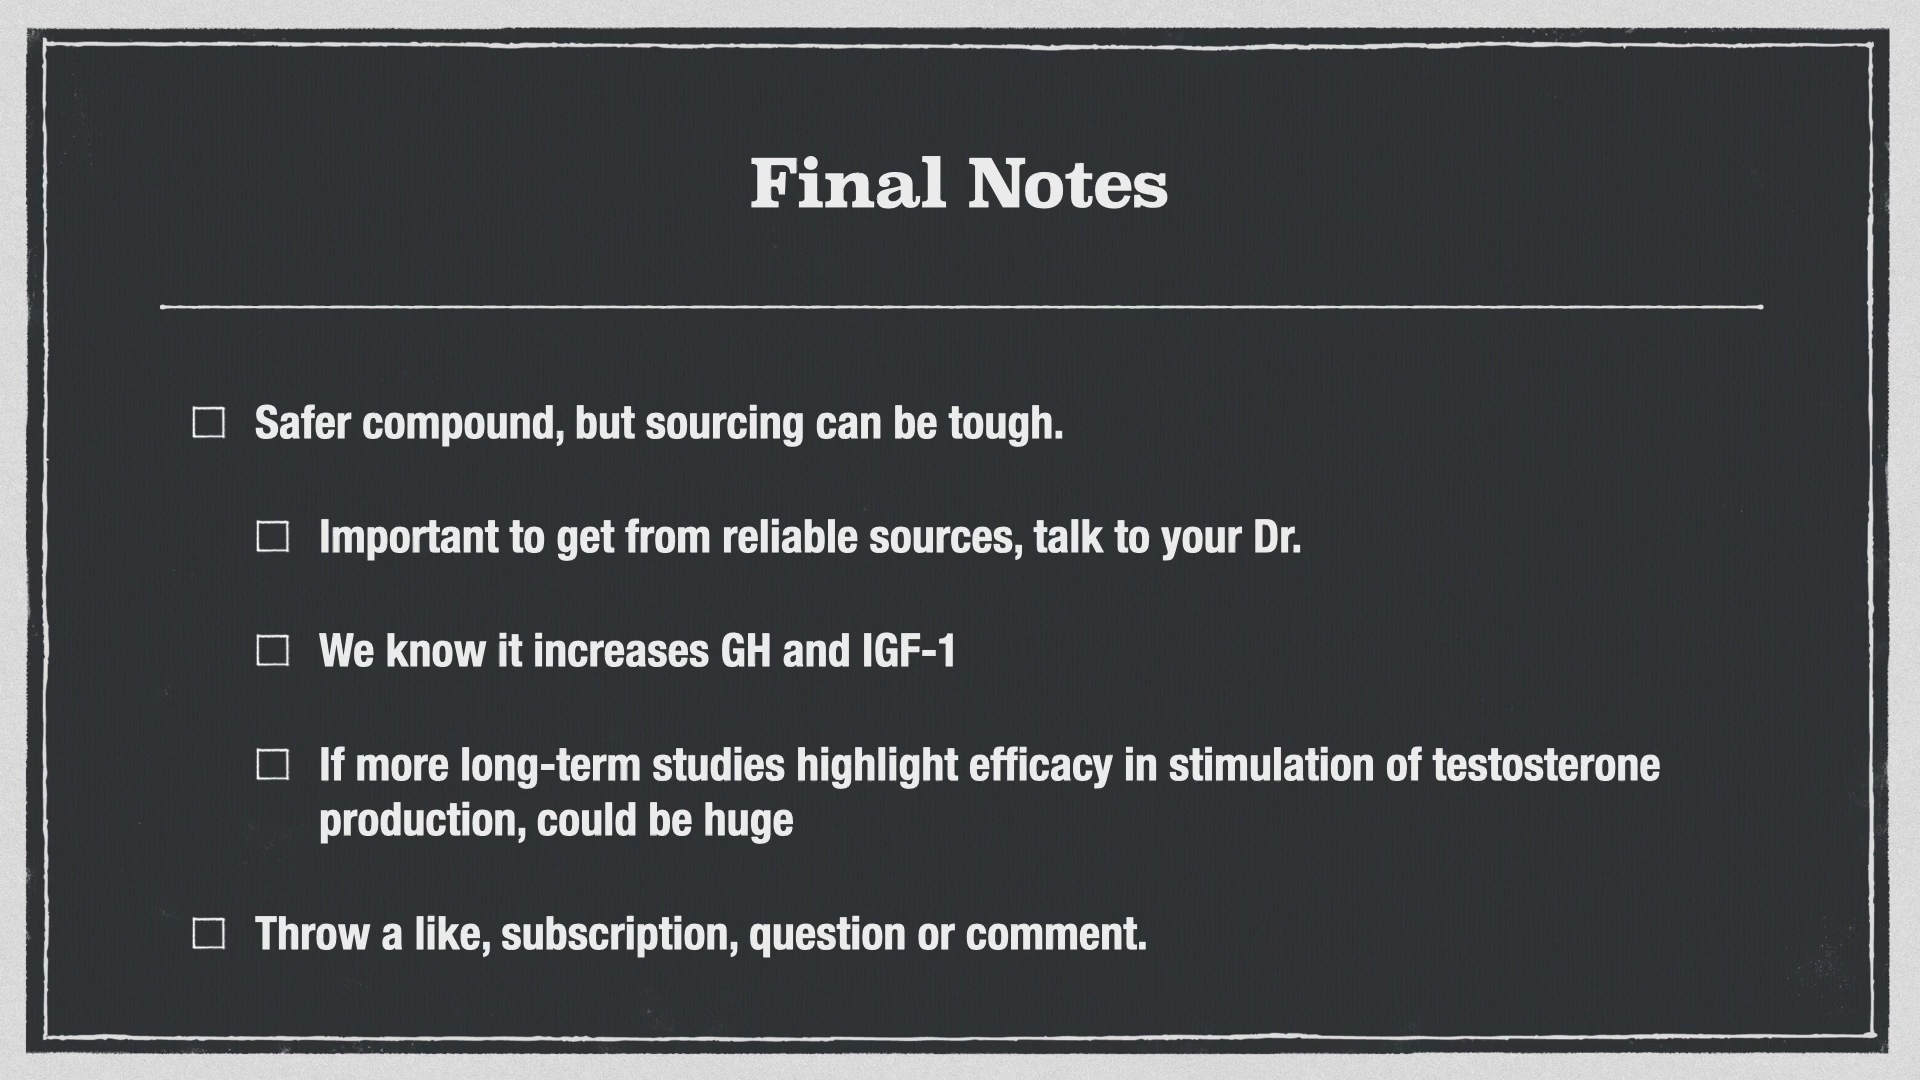 Final Notes
Safer compound, but sourcing can be tough.
Important to get from reliable sources, talk to your Dr.
We know it increases GH and IGF-1
If more long-term studies highlight efficacy in stimulation of testosterone
production, could be huge
Throw a like, subscription, question or comment.